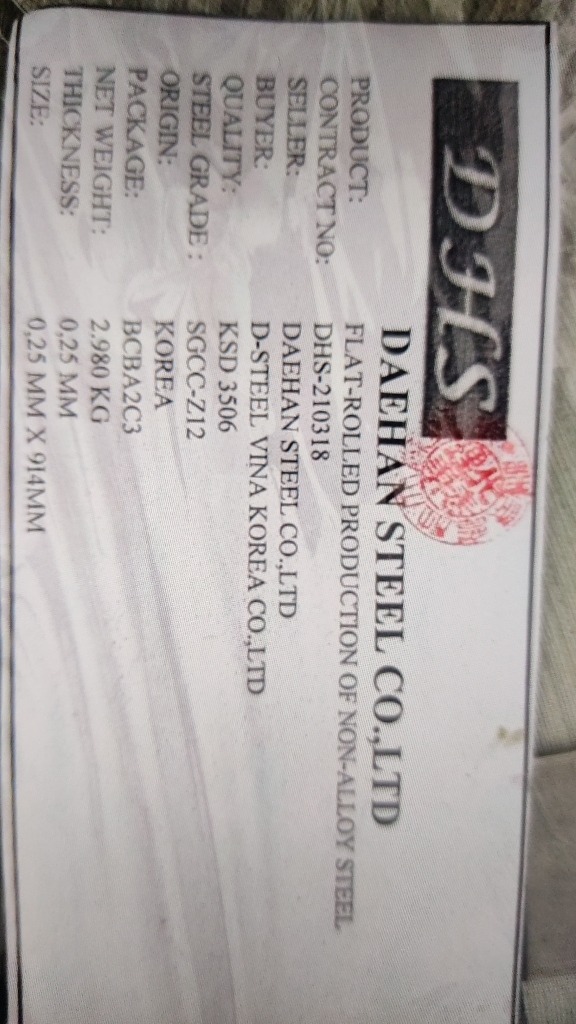 DHS
DAEHAN STEEL CO.,LTD
PRODUCT: FLAT-ROLLED PRODUCTION OF NON-ALLOY STEEL
CONTRACT NO: DHS-210318
SELLER: DAEHAN STEEL CO.,LTD
BUYER: D-STEEL VINA KOREA CO.,LTD
QUALITY: KSD 3506
STEEL GRADE : SGCC-Z12
ORIGIN: KOREA
PACKAGE: BCBA2C3
NET WEIGHT: 2.980 KG
THICKNESS: 0,25 MM
SIZE: 0,25 MM X 914MM